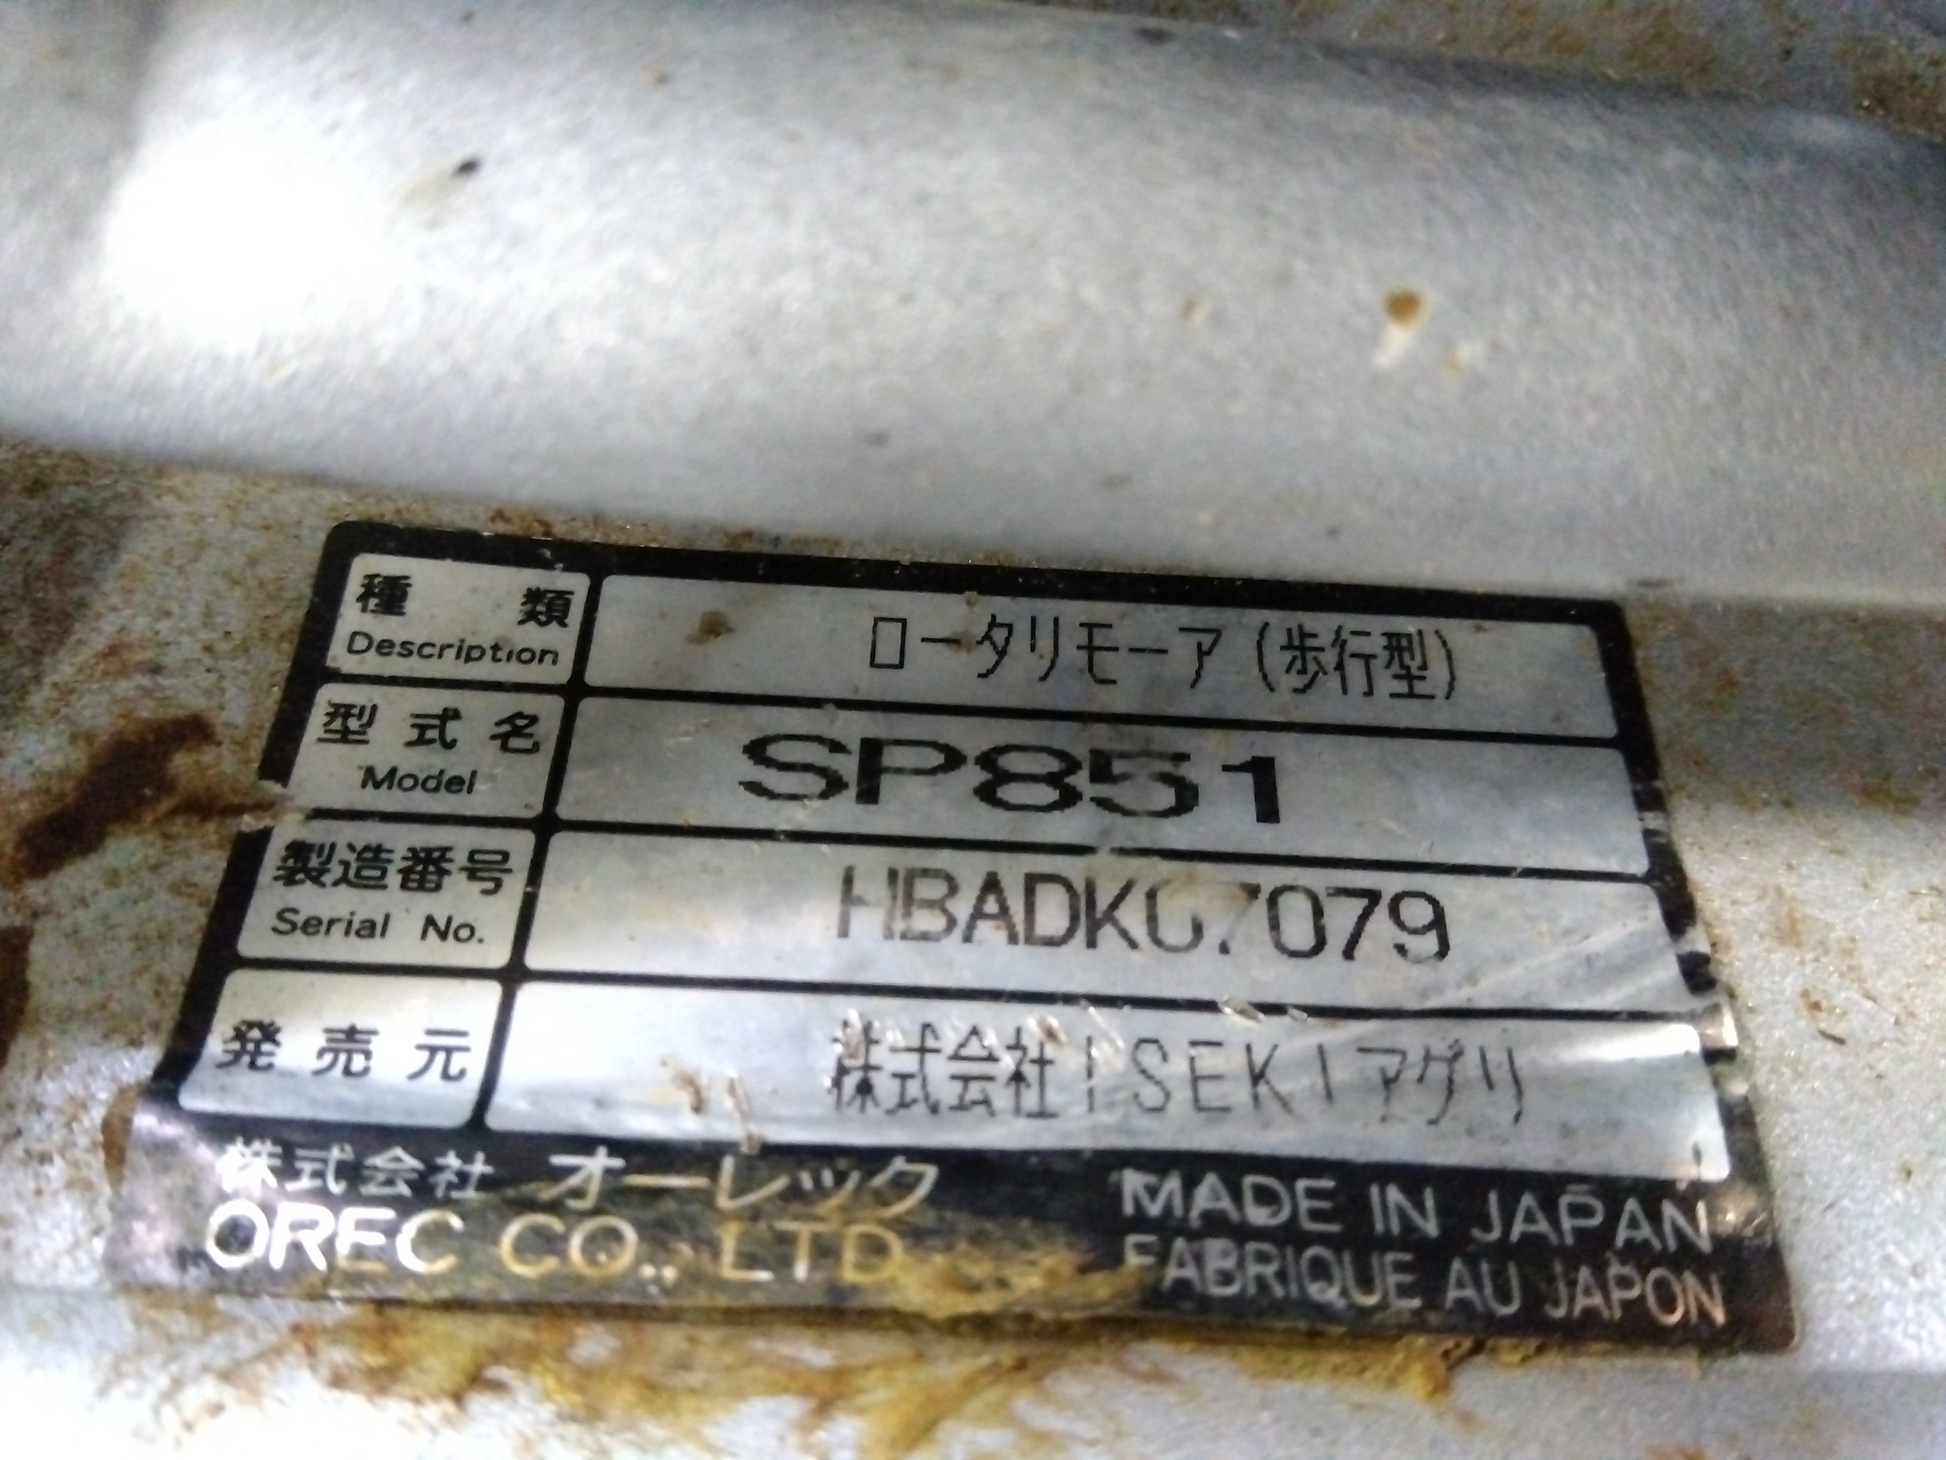 種類 ロータリモーア(歩行型)
Description
型式名 SP851
Model
製造番号
Serial No.
発売元 株式会社ISEKIアグリ
株式会社 オーレック MADE IN JAPAN
OREC CO., LTD FABRIQUE AU JAPON